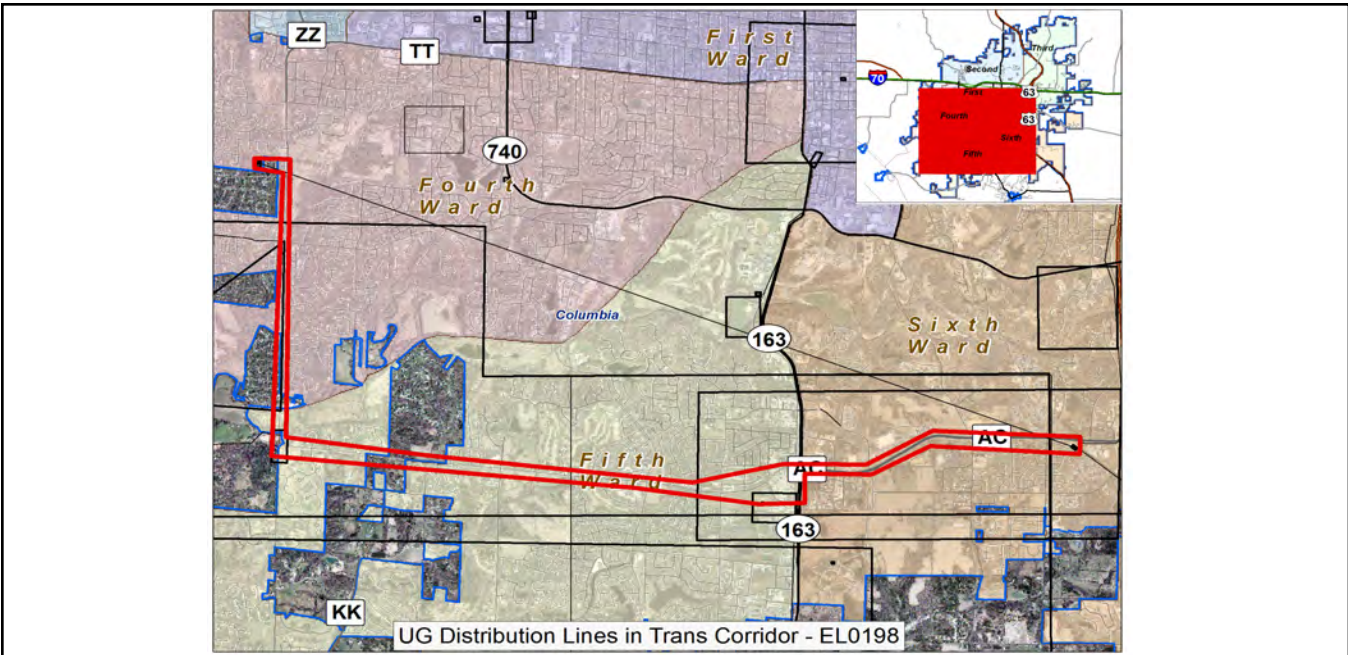 ZZ
TT
First
Ward
740
Fourth
Ward
Columbia
163
Sixth
Ward
AC
AC
Fifth
Ward
163
KK
UG Distribution Lines in Trans Corridor - EL0198
Third
Second
70
First
63
63
Fourth
Sixth
Fifth